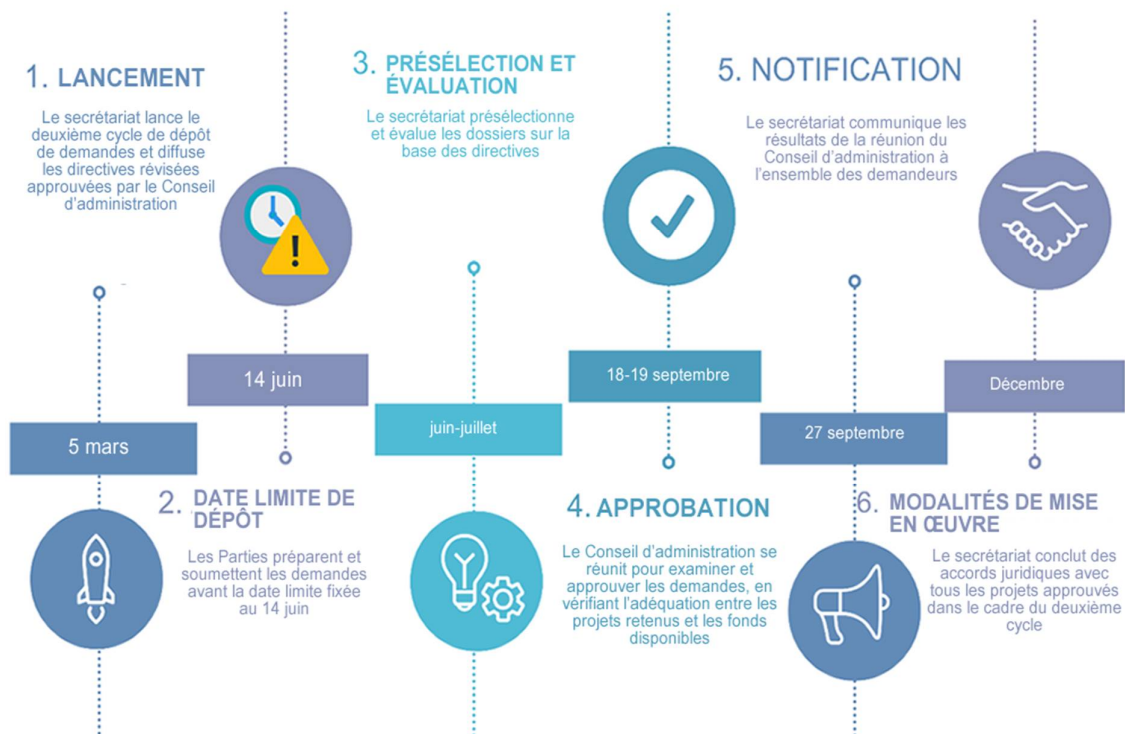 1. LANCEMENT
Le secrétariat lance le
deuxième cycle de dépôt
de demandes et diffuse
les directives révisées
approuvées par le Conseil
d'administration
5 mars
14 juin
2. DATE LIMITE DE
DÉPÔT
Les Parties préparent et
soumettent les demandes
avant la date limite fixée
au 14 juin
3. PRÉSÉLECTION ET
ÉVALUATION
Le secrétariat présélectionne
et évalue les dossiers sur la
base des directives
juin-juillet
18-19 septembre
4. APPROBATION
Le Conseil d'administration se
réunit pour examiner et
approuver les demandes, en
vérifiant l'adéquation entre les
projets retenus et les fonds
disponibles
5. NOTIFICATION
Le secrétariat communique les
résultats de la réunion du
Conseil d'administration à
l'ensemble des demandeurs
27 septembre
Décembre
6. MODALITÉS DE MISE
EN ŒUVRE
Le secrétariat conclut des
accords juridiques avec
tous les projets approuvés
dans le cadre du deuxième
cycle